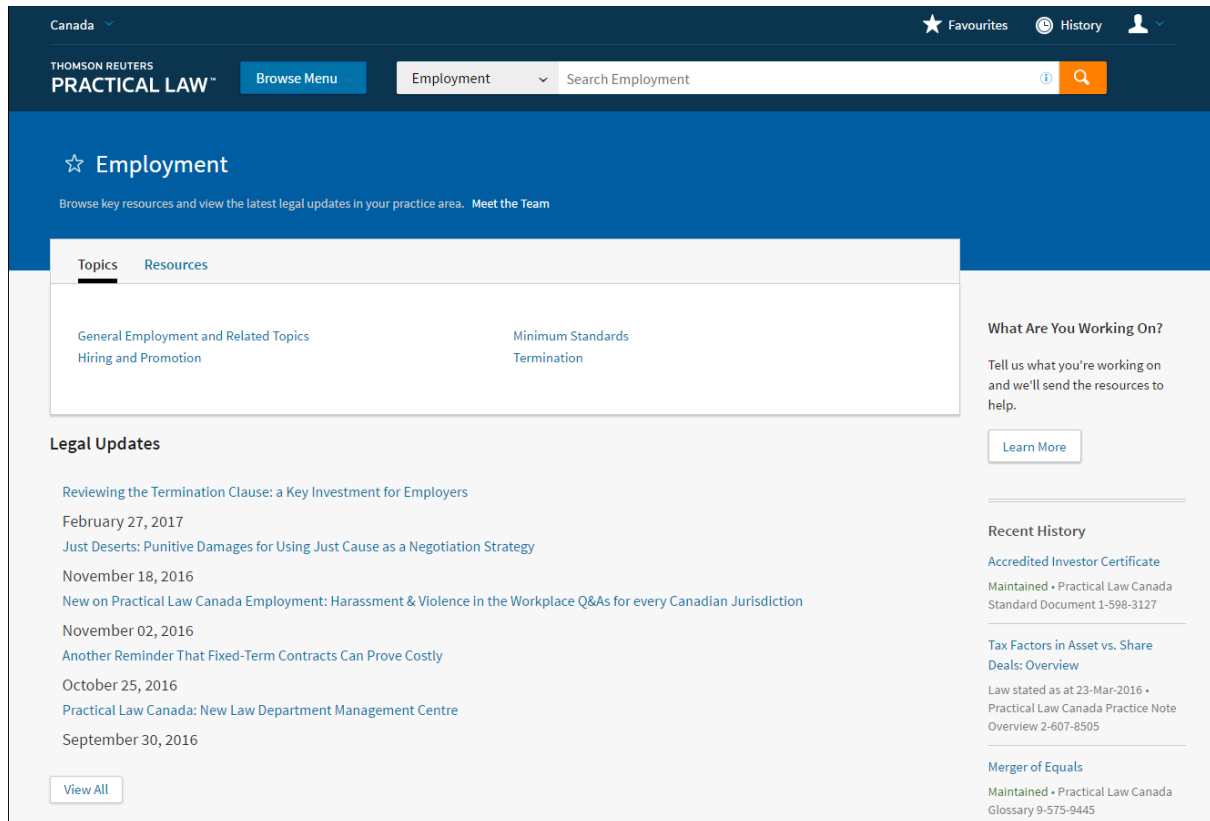 Canada
Favourites
History
THOMSON REUTERS
PRACTICAL LAW™
Browse Menu
Employment
Search Employment
Employment
Browse key resources and view the latest legal updates in your practice area. Meet the Team
Topics
Resources
General Employment and Related Topics
Hiring and Promotion
Minimum Standards
Termination
Legal Updates
Reviewing the Termination Clause: a Key Investment for Employers
February 27, 2017
Just Deserts: Punitive Damages for Using Just Cause as a Negotiation Strategy
November 18, 2016
New on Practical Law Canada Employment: Harassment & Violence in the Workplace Q&As for every Canadian Jurisdiction
November 02, 2016
Another Reminder That Fixed-Term Contracts Can Prove Costly
October 25, 2016
Practical Law Canada: New Law Department Management Centre
September 30, 2016
View All
What Are You Working On?
Tell us what you're working on
and we'll send the resources to
help.
Learn More
Recent History
Accredited Investor Certificate
Maintained • Practical Law Canada
Standard Document 1-598-3127
Tax Factors in Asset vs. Share
Deals: Overview
Law stated as at 23-Mar-2016 •
Practical Law Canada Practice Note
Overview 2-607-8505
Merger of Equals
Maintained • Practical Law Canada
Glossary 9-575-9445